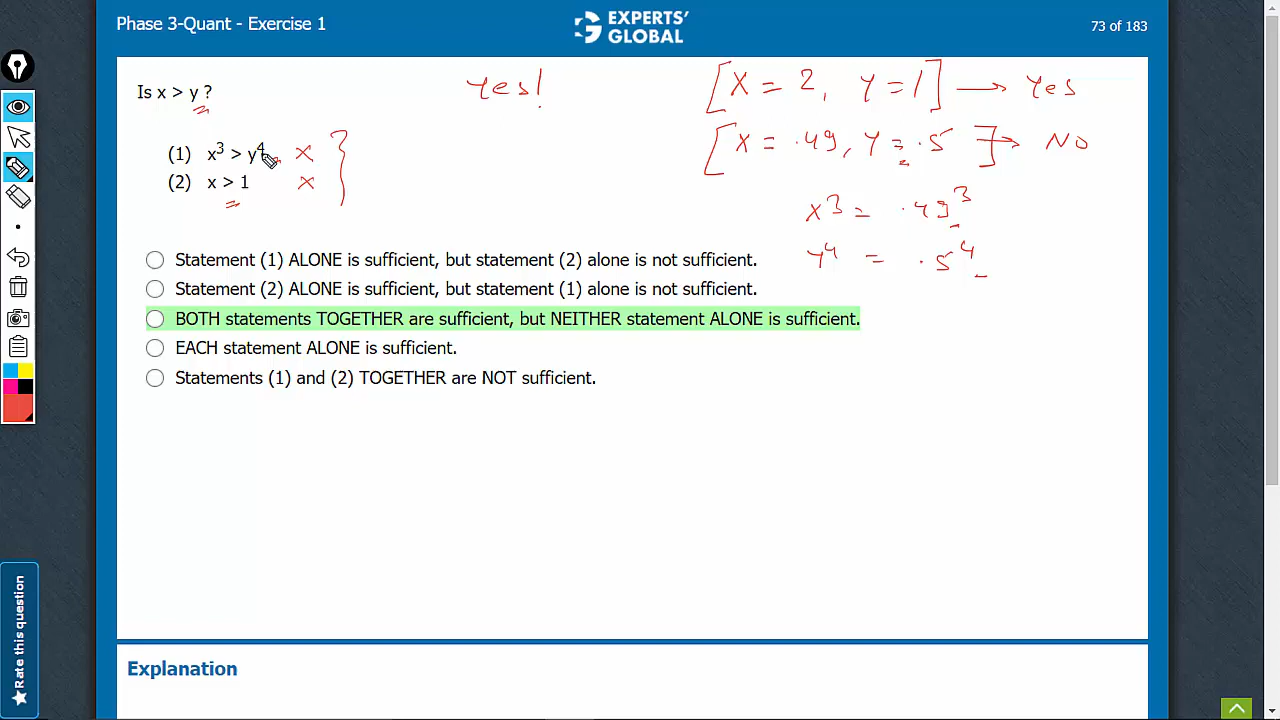 Phase 3-Quant - Exercise 1
EXPERTS' GLOBAL
73 of 183
Is x > y ?
Yes!
[X = 2, Y = 1] → Yes
[X = .49, Y = .5] → NO
(1) x³ > y⁴ X
(2) x > 1 X
x³ = .49³
Y⁴ = .5⁴
Statement (1) ALONE is sufficient, but statement (2) alone is not sufficient.
Statement (2) ALONE is sufficient, but statement (1) alone is not sufficient.
BOTH statements TOGETHER are sufficient, but NEITHER statement ALONE is sufficient.
EACH statement ALONE is sufficient.
Statements (1) and (2) TOGETHER are NOT sufficient.
Rate this question
Explanation